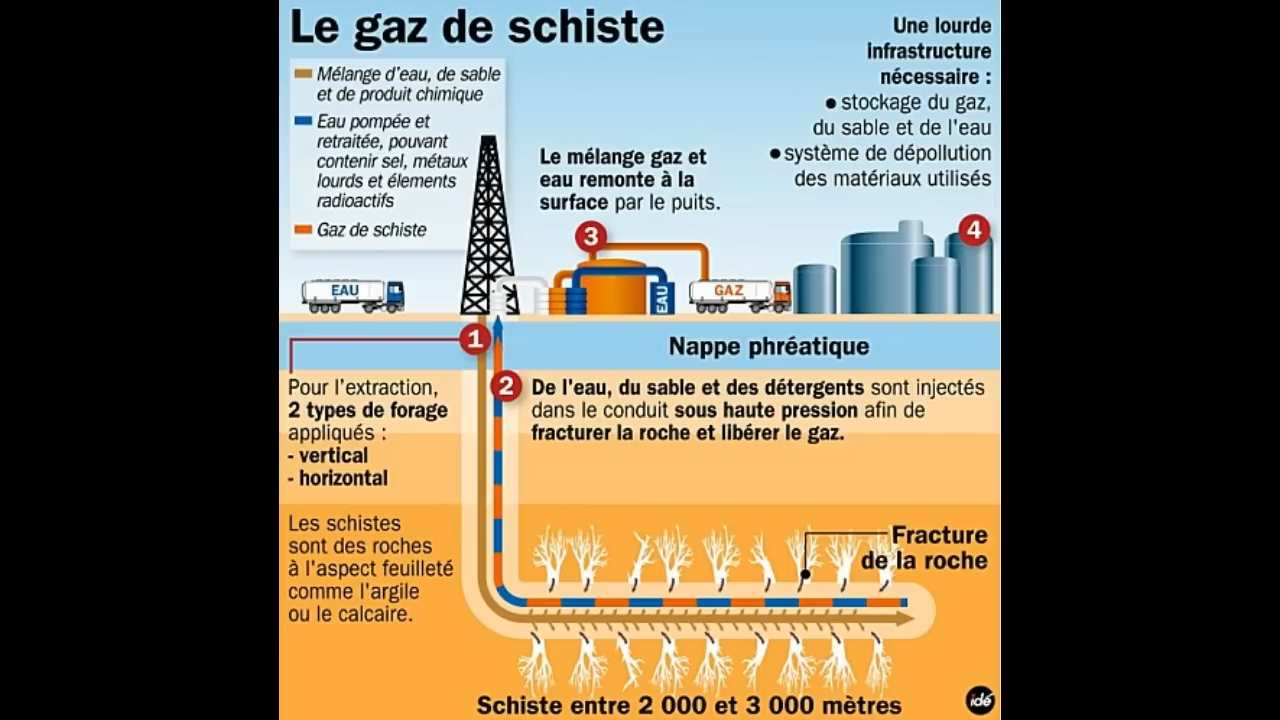 Le gaz de schiste
Mélange d'eau, de sable
et de produit chimique
Eau pompée et
retraitée, pouvant
contenir sel, métaux
lourds et élements
radioactifs
Gaz de schiste
Une lourde
infrastructure
nécessaire :
● stockage du gaz,
du sable et de l'eau
● système de dépollution
des matériaux utilisés
Le mélange gaz et
eau remonte à la
surface par le puits.
3
4
EAU
EAU
GAZ
1
Nappe phréatique
Pour l'extraction,
2 types de forage
appliqués :
- vertical
- horizontal
2
De l'eau, du sable et des détergents sont injectés
dans le conduit sous haute pression afin de
fracturer la roche et libérer le gaz.
Les schistes
sont des roches
à l'aspect feuilleté
comme l'argile
ou le calcaire.
Fracture
de la roche
Schiste entre 2 000 et 3 000 mètres
idé